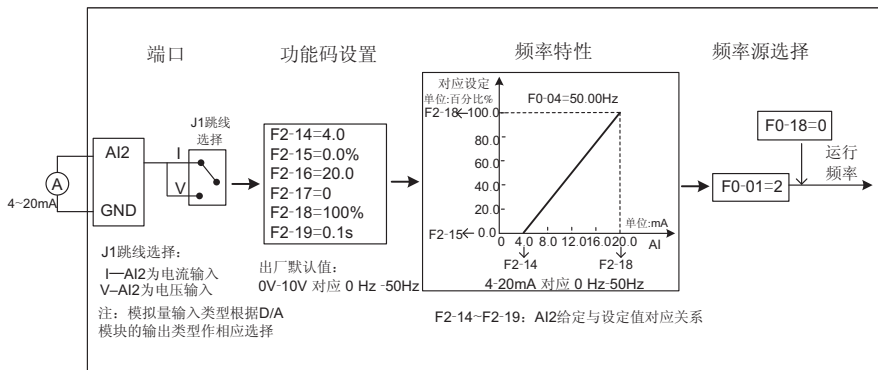 端口
功能码设置
频率特性
频率源选择
AI2
GND
A
4~20mA
J1跳线
选择
I
V
J1跳线选择：
I—AI2为电流输入
V–AI2为电压输入
注：模拟量输入类型根据D/A
模块的输出类型作相应选择
F2-14=4.0
F2-15=0.0%
F2-16=20.0
F2-17=0
F2-18=100%
F2-19=0.1s
出厂默认值：
0V-10V 对应 0 Hz -50Hz
对应设定
单位:百分比%
F0-04=50.00Hz
F2-18
100.0
80.0
60.0
40.0
20.0
0.0
F2-15
单位:mA
0 4.0 8.0 12.0 16.0 20.0 AI
F2-14
F2-18
4-20mA 对应 0 Hz-50Hz
F2-14~F2-19：AI2给定与设定值对应关系
F0-18=0
F0-01=2
运行
频率